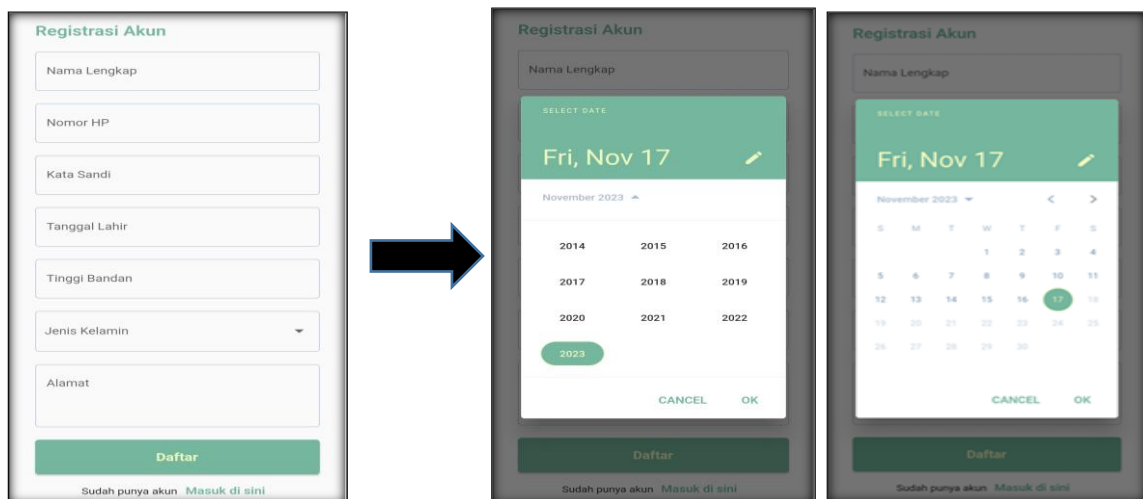 Registrasi Akun
Nama Lengkap
Nomor HP
Kata Sandi
Tanggal Lahir
Tinggi Bandan
Jenis Kelamin
Alamat
Daftar
Sudah punya akun Masuk di sini
Registrasi Akun
Nama Lengkap
SELECT DATE
Fri, Nov 17
November 2023
2014 2015 2016
2017 2018 2019
2020 2021 2022
2023
CANCEL OK
Daftar
Sudah punya akun Masuk di sini
Registrasi Akun
Nama Lengkap
SELECT DATE
Fri, Nov 17
November 2023
S M T W T F S
1 2 3 4
5 6 7 8 9 10 11
12 13 14 15 16 17 18
19 20 21 22 23 24 25
26 27 28 29 30
CANCEL OK
Daftar
Sudah punya akun Masuk di sini